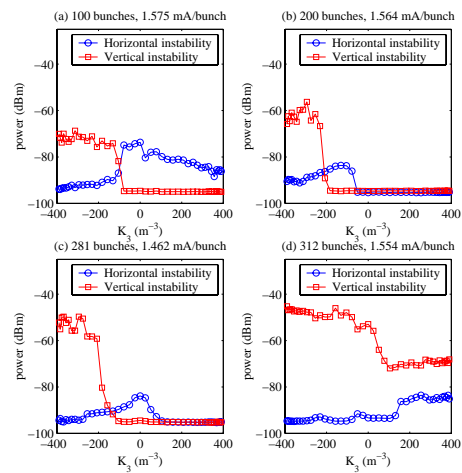 (a) 100 bunches, 1.575 mA/bunch
Horizontal instability
Vertical instability
power (dBm)
−40
−60
−80
−100
−400 −200 0 200 400
K3 (m−3)
(b) 200 bunches, 1.564 mA/bunch
Horizontal instability
Vertical instability
power (dBm)
−40
−60
−80
−100
−400 −200 0 200 400
K3 (m−3)
(c) 281 bunches, 1.462 mA/bunch
Horizontal instability
Vertical instability
power (dBm)
−40
−60
−80
−100
−400 −200 0 200 400
K3 (m−3)
(d) 312 bunches, 1.554 mA/bunch
Horizontal instability
Vertical instability
power (dBm)
−40
−60
−80
−100
−400 −200 0 200 400
K3 (m−3)